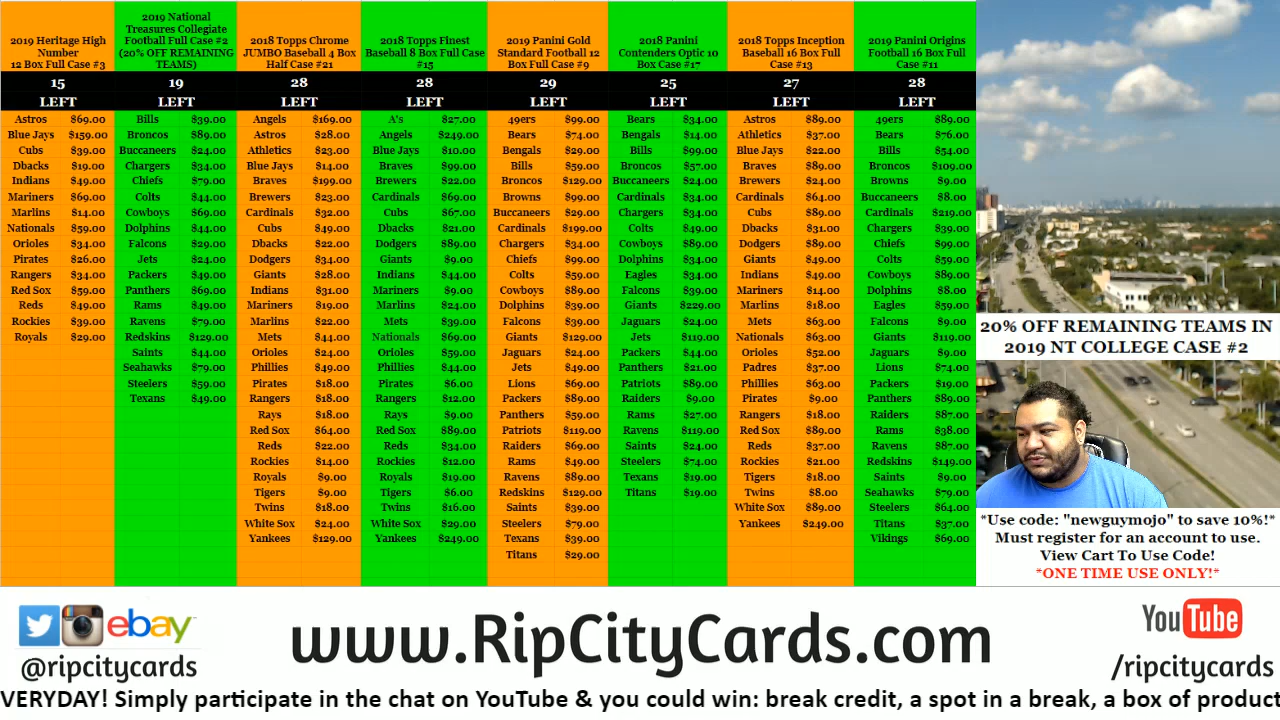 2019 Heritage High
Number
12 Box Full Case #3
15
LEFT
Astros $69.00
Blue Jays $159.00
Cubs $39.00
Dbacks $19.00
Indians $49.00
Mariners $69.00
Marlins $14.00
Nationals $59.00
Orioles $34.00
Pirates $26.00
Rangers $34.00
Red Sox $59.00
Reds $49.00
Rockies $39.00
Royals $29.00
2019 National
Treasures Collegiate
Football Full Case #2
(20% OFF REMAINING
TEAMS)
19
LEFT
Bills $39.00
Broncos $89.00
Buccaneers $24.00
Chargers $34.00
Chiefs $79.00
Colts $44.00
Cowboys $69.00
Dolphins $44.00
Falcons $29.00
Jets $24.00
Packers $49.00
Panthers $69.00
Rams $49.00
Ravens $79.00
Redskins $129.00
Saints $44.00
Seahawks $79.00
Steelers $59.00
Texans $49.00
2018 Topps Chrome
JUMBO Baseball 4 Box
Half Case #21
28
LEFT
Angels $169.00
Astros $28.00
Athletics $23.00
Blue Jays $14.00
Braves $199.00
Brewers $23.00
Cardinals $32.00
Cubs $49.00
Dbacks $22.00
Dodgers $34.00
Giants $28.00
Indians $31.00
Mariners $19.00
Marlins $22.00
Mets $44.00
Orioles $24.00
Phillies $49.00
Pirates $18.00
Rangers $18.00
Rays $18.00
Red Sox $64.00
Reds $22.00
Rockies $14.00
Royals $9.00
Tigers $9.00
Twins $18.00
White Sox $24.00
Yankees $129.00
2018 Topps Finest
Baseball 8 Box Full Case
#15
28
LEFT
A's $27.00
Angels $249.00
Blue Jays $10.00
Braves $99.00
Brewers $22.00
Cardinals $69.00
Cubs $67.00
Dbacks $21.00
Dodgers $89.00
Giants $9.00
Indians $44.00
Mariners $9.00
Marlins $24.00
Mets $39.00
Nationals $69.00
Orioles $59.00
Phillies $44.00
Pirates $6.00
Rangers $12.00
Rays $9.00
Red Sox $89.00
Reds $34.00
Rockies $12.00
Royals $19.00
Tigers $6.00
Twins $16.00
White Sox $29.00
Yankees $249.00
2019 Panini Gold
Standard Football 12
Box Full Case #9
29
LEFT
49ers $99.00
Bears $74.00
Bengals $29.00
Bills $59.00
Broncos $129.00
Browns $99.00
Buccaneers $29.00
Cardinals $199.00
Chargers $34.00
Chiefs $99.00
Colts $59.00
Cowboys $89.00
Dolphins $39.00
Falcons $39.00
Giants $129.00
Jaguars $24.00
Jets $49.00
Lions $69.00
Packers $89.00
Panthers $59.00
Patriots $119.00
Raiders $69.00
Rams $49.00
Ravens $89.00
Redskins $129.00
Saints $39.00
Steelers $79.00
Texans $39.00
Titans $29.00
2018 Panini
Contenders Optic 10
Box Case #17
25
LEFT
Bears $34.00
Bengals $14.00
Bills $99.00
Broncos $57.00
Buccaneers $24.00
Cardinals $34.00
Chargers $34.00
Colts $49.00
Cowboys $89.00
Dolphins $34.00
Eagles $34.00
Falcons $39.00
Giants $229.00
Jaguars $24.00
Jets $119.00
Packers $44.00
Panthers $21.00
Patriots $89.00
Raiders $9.00
Rams $27.00
Ravens $119.00
Saints $24.00
Steelers $74.00
Texans $19.00
Titans $19.00
2018 Topps Inception
Baseball 16 Box Full
Case #13
27
LEFT
Astros $89.00
Athletics $37.00
Blue Jays $22.00
Braves $89.00
Brewers $24.00
Cardinals $64.00
Cubs $89.00
Dbacks $31.00
Dodgers $89.00
Giants $49.00
Indians $49.00
Mariners $14.00
Marlins $18.00
Mets $63.00
Nationals $63.00
Orioles $52.00
Padres $37.00
Phillies $63.00
Pirates $9.00
Rangers $18.00
Red Sox $89.00
Reds $37.00
Rockies $21.00
Tigers $18.00
Twins $8.00
White Sox $89.00
Yankees $249.00
2019 Panini Origins
Football 16 Box Full
Case #11
28
LEFT
49ers $89.00
Bears $76.00
Bills $54.00
Broncos $109.00
Browns $9.00
Buccaneers $8.00
Cardinals $219.00
Chargers $39.00
Chiefs $99.00
Colts $59.00
Cowboys $89.00
Dolphins $8.00
Eagles $59.00
Falcons $9.00
Giants $119.00
Jaguars $9.00
Lions $74.00
Packers $19.00
Panthers $89.00
Raiders $87.00
Rams $38.00
Ravens $87.00
Redskins $149.00
Saints $9.00
Seahawks $79.00
Steelers $64.00
Titans $37.00
Vikings $69.00
20% OFF REMAINING TEAMS IN
2019 NT COLLEGE CASE #2
*Use code: "newguymojo" to save 10%!*
Must register for an account to use.
View Cart To Use Code!
*ONE TIME USE ONLY!*
ebay
@ripcitycards
www.RipCityCards.com
YouTube
/ripcitycards
VERYDAY! Simply participate in the chat on YouTube & you could win: break credit, a spot in a break, a box of product